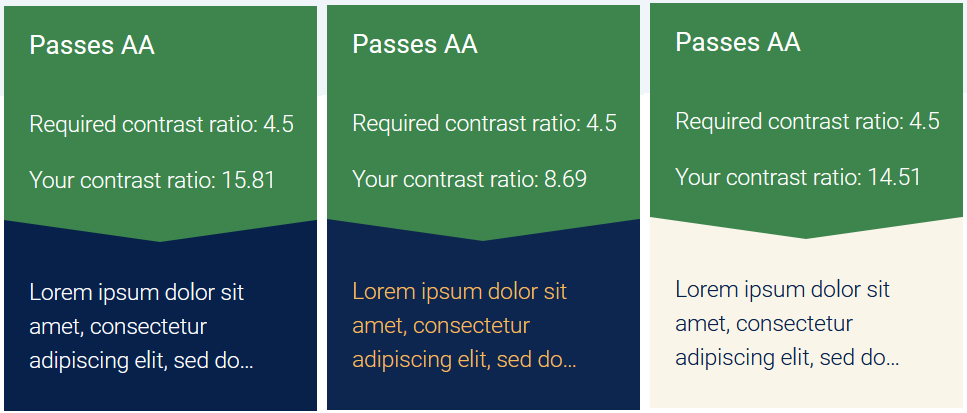 Passes AA
Required contrast ratio: 4.5
Your contrast ratio: 15.81
Lorem ipsum dolor sit
amet, consectetur
adipiscing elit, sed do...
Passes AA
Required contrast ratio: 4.5
Your contrast ratio: 8.69
Lorem ipsum dolor sit
amet, consectetur
adipiscing elit, sed do...
Passes AA
Required contrast ratio: 4.5
Your contrast ratio: 14.51
Lorem ipsum dolor sit
amet, consectetur
adipiscing elit, sed do...